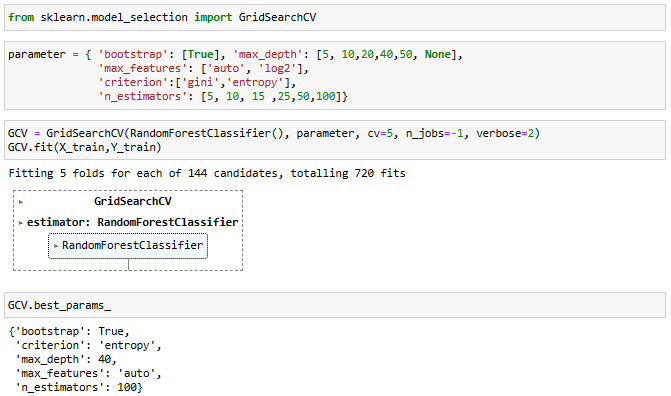 from sklearn.model_selection import GridSearchCV
parameter = { 'bootstrap': [True], 'max_depth': [5, 10,20,40,50, None],
              'max_features': ['auto', 'log2'],
              'criterion':['gini','entropy'],
              'n_estimators': [5, 10, 15 ,25,50,100]}
GCV = GridSearchCV(RandomForestClassifier(), parameter, cv=5, n_jobs=-1, verbose=2)
GCV.fit(X_train,Y_train)
Fitting 5 folds for each of 144 candidates, totalling 720 fits
GridSearchCV
estimator: RandomForestClassifier
RandomForestClassifier
GCV.best_params_
{'bootstrap': True,
 'criterion': 'entropy',
 'max_depth': 40,
 'max_features': 'auto',
 'n_estimators': 100}